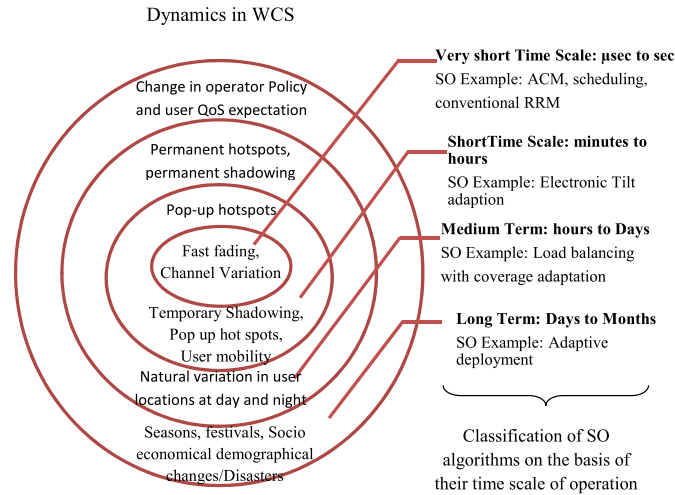 Dynamics in WCS
Change in operator Policy
and user QoS expectation
Permanent hotspots,
permanent shadowing
Pop-up hotspots
Fast fading,
Channel Variation
Temporary Shadowing,
Pop up hot spots,
User mobility
Natural variation in user
locations at day and night
Seasons, festivals, Socio
economical demographical
changes/Disasters
Very short Time Scale: µsec to sec
SO Example: ACM, scheduling,
conventional RRM
ShortTime Scale: minutes to
hours
SO Example: Electronic Tilt
adaption
Medium Term: hours to Days
SO Example: Load balancing
with coverage adaptation
Long Term: Days to Months
SO Example: Adaptive
deployment
Classification of SO
algorithms on the basis of
their time scale of operation